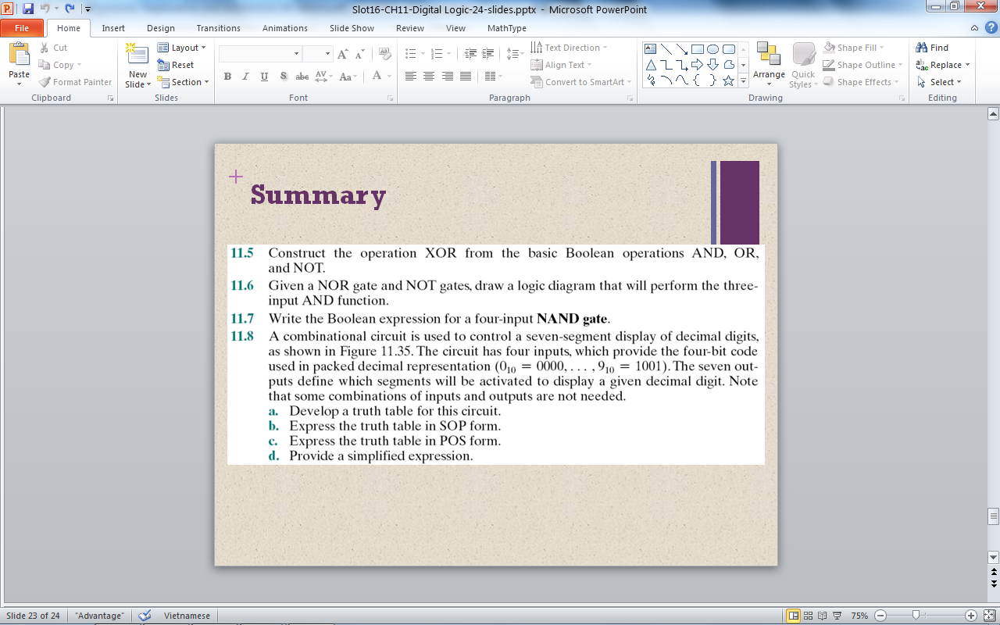 Slot16-CH11-Digital Logic-24-slides.pptx - Microsoft PowerPoint
File Home Insert Design Transitions Animations Slide Show Review View MathType
Paste
Cut
Copy
Format Painter
Clipboard
New Slide
Layout
Reset
Section
Slides
B I U S abc AV Aa A
Font
Text Direction
Align Text
Convert to SmartArt
Paragraph
Arrange
Quick Styles
Shape Fill
Shape Outline
Shape Effects
Drawing
Find
Replace
Select
Editing
Summary
11.5 Construct the operation XOR from the basic Boolean operations AND, OR,
and NOT.
11.6 Given a NOR gate and NOT gates, draw a logic diagram that will perform the three-
input AND function.
11.7 Write the Boolean expression for a four-input NAND gate.
11.8 A combinational circuit is used to control a seven-segment display of decimal digits,
as shown in Figure 11.35. The circuit has four inputs, which provide the four-bit code
used in packed decimal representation (0₁₀ = 0000, . . . , 9₁₀ = 1001). The seven out-
puts define which segments will be activated to display a given decimal digit. Note
that some combinations of inputs and outputs are not needed.
a. Develop a truth table for this circuit.
b. Express the truth table in SOP form.
c. Express the truth table in POS form.
d. Provide a simplified expression.
Slide 23 of 24 "Advantage" Vietnamese 75%